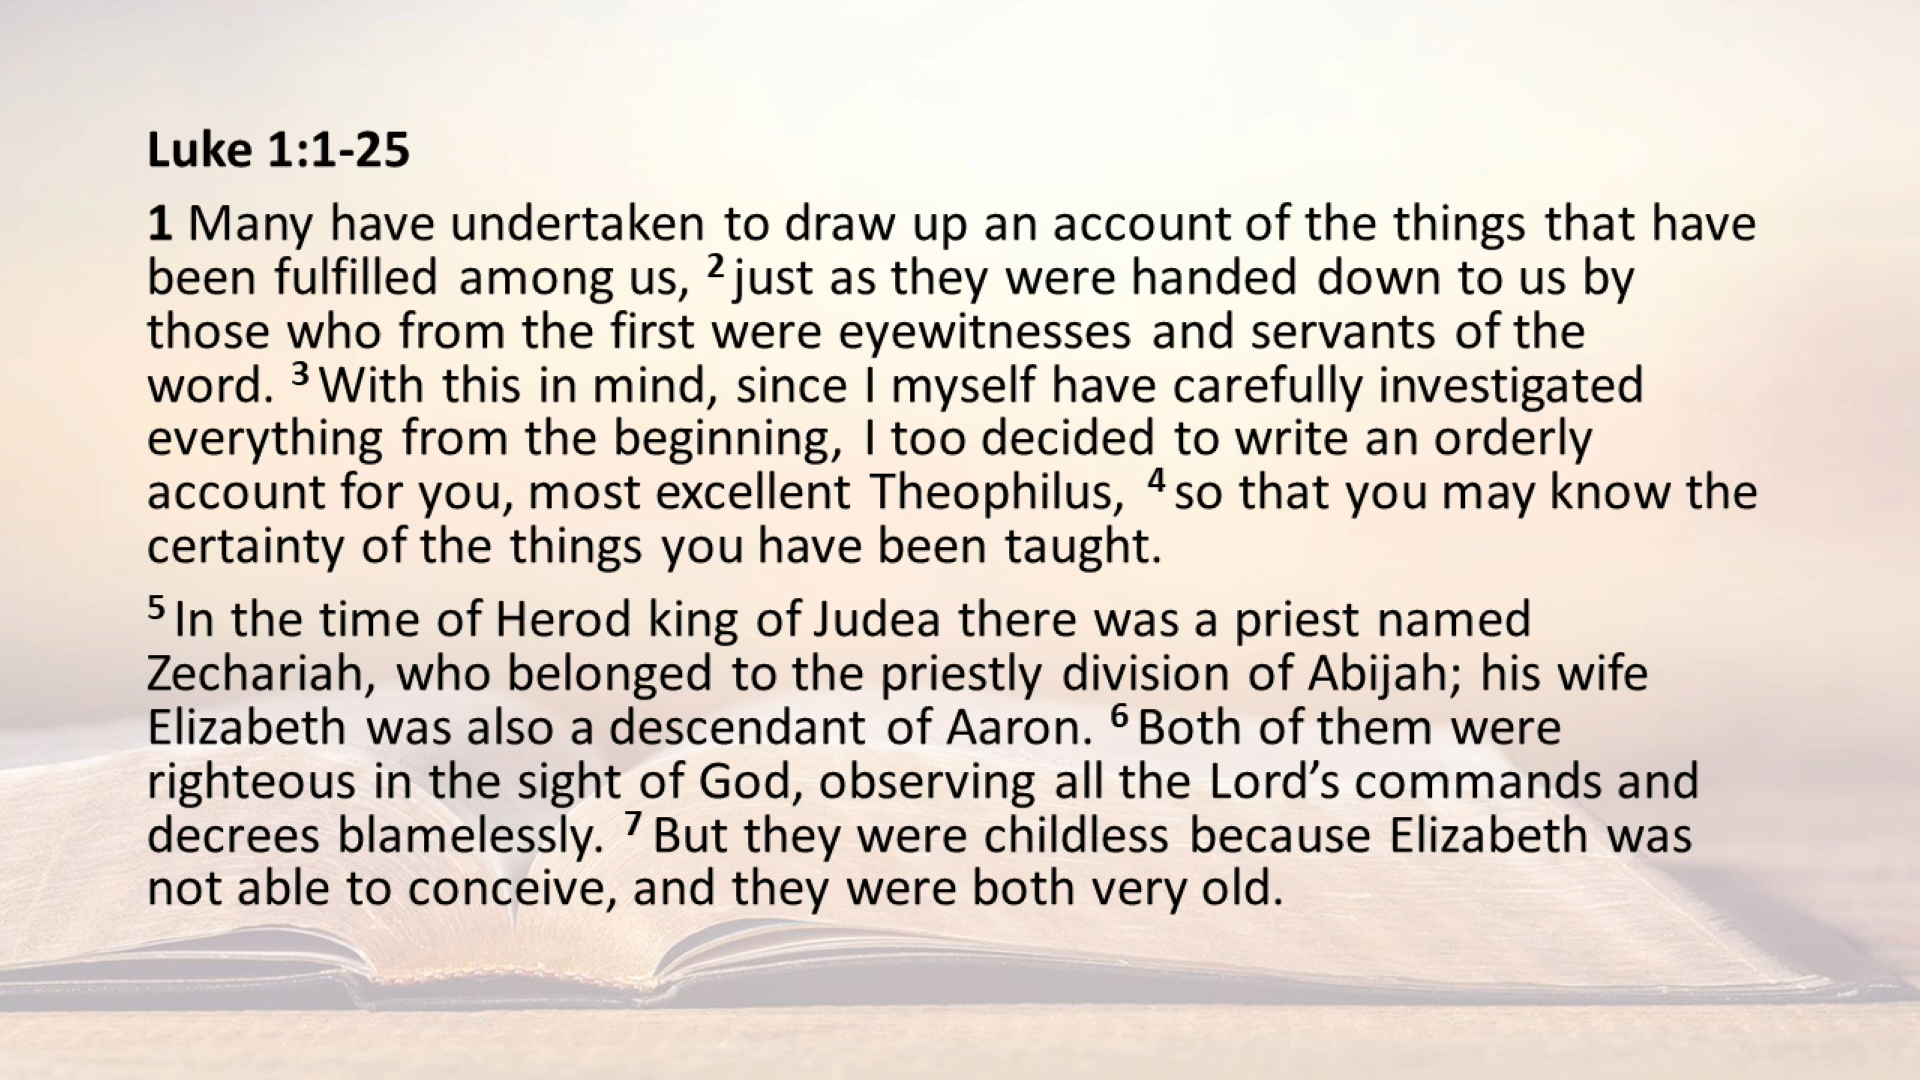 Luke 1:1-25
1 Many have undertaken to draw up an account of the things that have
been fulfilled among us, 2 just as they were handed down to us by
those who from the first were eyewitnesses and servants of the
word. 3 With this in mind, since I myself have carefully investigated
everything from the beginning, I too decided to write an orderly
account for you, most excellent Theophilus, 4 so that you may know the
certainty of the things you have been taught.
5 In the time of Herod king of Judea there was a priest named
Zechariah, who belonged to the priestly division of Abijah; his wife
Elizabeth was also a descendant of Aaron. 6 Both of them were
righteous in the sight of God, observing all the Lord’s commands and
decrees blamelessly. 7 But they were childless because Elizabeth was
not able to conceive, and they were both very old.